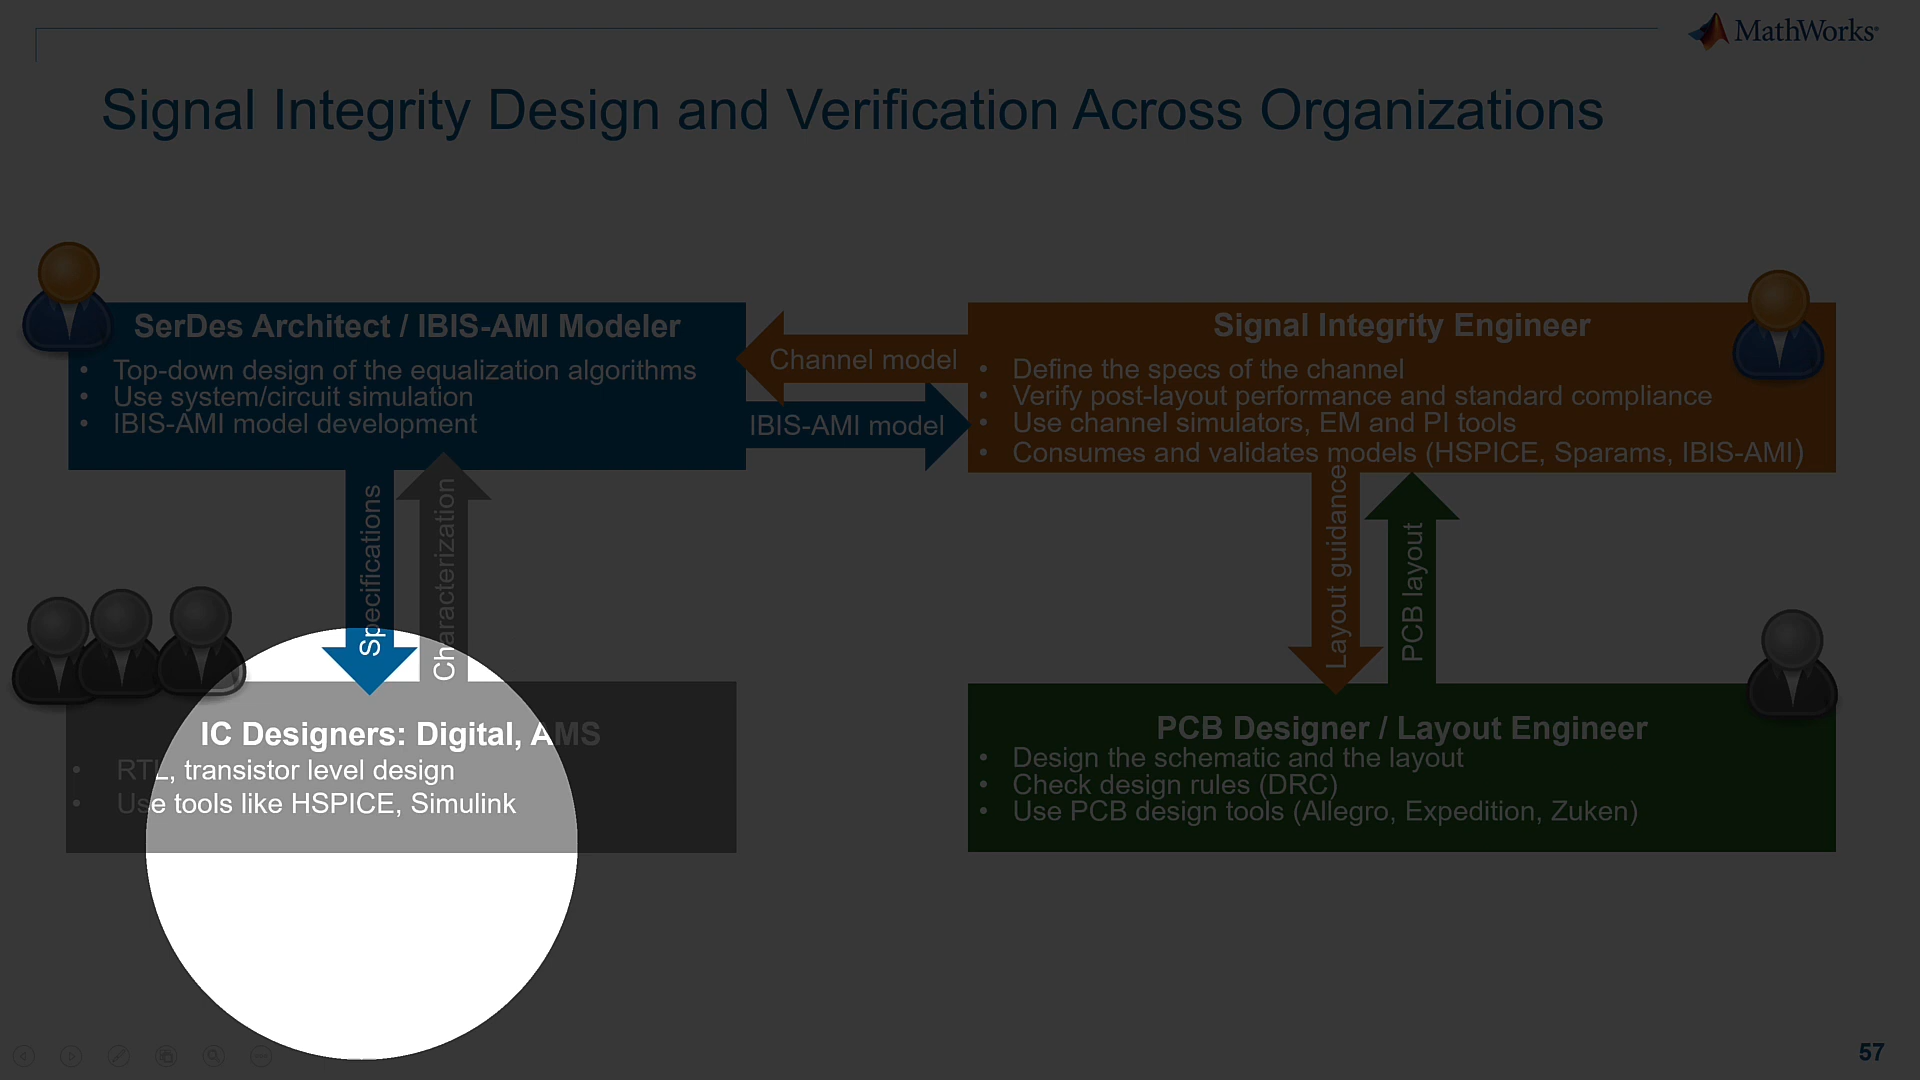 MathWorks®
Signal Integrity Design and Verification Across Organizations
SerDes Architect / IBIS-AMI Modeler
• Top-down design of the equalization algorithms
• Use system/circuit simulation
• IBIS-AMI model development
Channel model
IBIS-AMI model
Signal Integrity Engineer
• Define the specs of the channel
• Verify post-layout performance and standard compliance
• Use channel simulators, EM and PI tools
• Consumes and validates models (HSPICE, Sparams, IBIS-AMI)
Specifications
Characterization
Layout guidance
PCB layout
IC Designers: Digital, AMS
• RTL, transistor level design
• Use tools like HSPICE, Simulink
PCB Designer / Layout Engineer
• Design the schematic and the layout
• Check design rules (DRC)
• Use PCB design tools (Allegro, Expedition, Zuken)
57